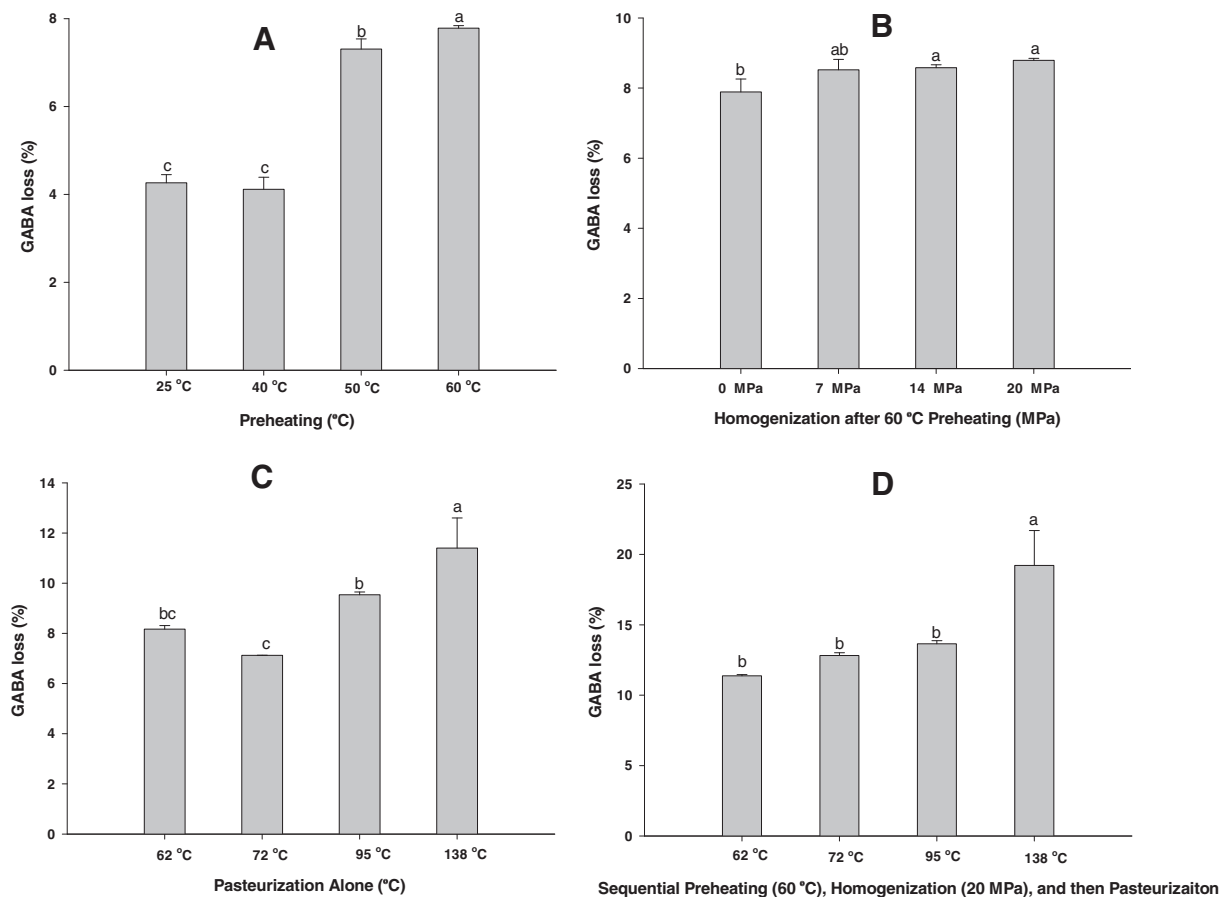 A
GABA loss (%)
8
6
4
2
0
c
c
b
a
25 °C
40 °C
50 °C
60 °C
Preheating (°C)
B
GABA loss (%)
10
8
6
4
2
0
b
ab
a
a
0 MPa
7 MPa
14 MPa
20 MPa
Homogenization after 60 °C Preheating (MPa)
C
GABA loss (%)
14
12
10
8
6
4
2
0
bc
c
b
a
62 °C
72 °C
95 °C
138 °C
Pasteurization Alone (°C)
D
GABA loss (%)
25
20
15
10
5
0
b
b
b
a
62 °C
72 °C
95 °C
138 °C
Sequential Preheating (60 °C), Homogenization (20 MPa), and then Pasteurizaiton